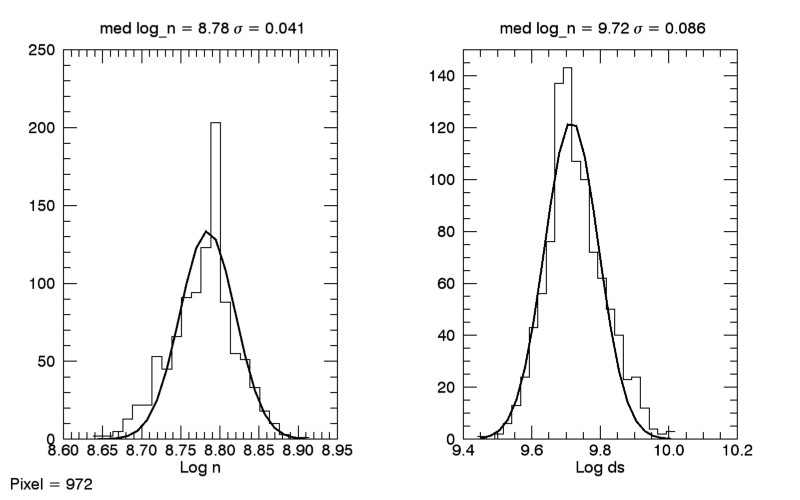 med log_n = 8.78 σ = 0.041
med log_n = 9.72 σ = 0.086
250
200
150
100
50
0
8.60 8.65 8.70 8.75 8.80 8.85 8.90 8.95
Log n
140
120
100
80
60
40
20
0
9.4 9.6 9.8 10.0 10.2
Log ds
Pixel = 972